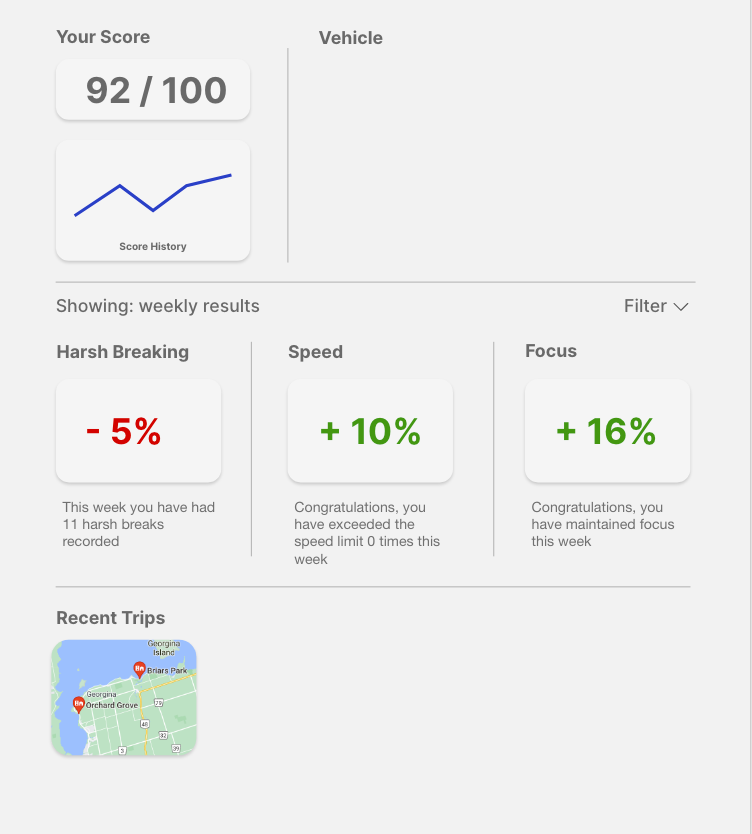 Your Score
Vehicle
92 / 100
Score History
Showing: weekly results
Filter
Harsh Breaking
Speed
Focus
- 5%
+ 10%
+ 16%
This week you have had
11 harsh breaks
recorded
Congratulations, you
have exceeded the
speed limit 0 times this
week
Congratulations, you
have maintained focus
this week
Recent Trips
Georgina
Island
Briars Park
Georgina
Orchard Grove
79
48
32
3
39